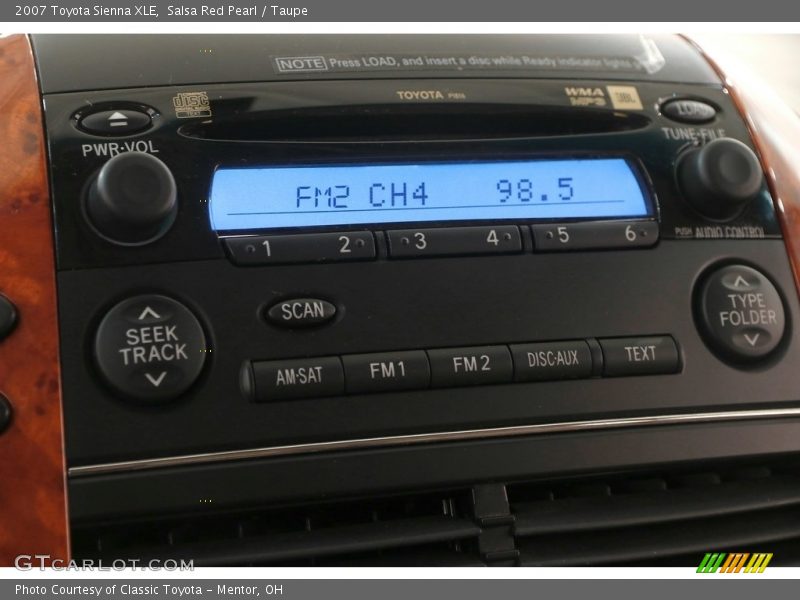 2007 Toyota Sienna XLE, Salsa Red Pearl / Taupe
NOTE Press LOAD, and insert a disc while Ready indicator lights
disc TEXT
TOYOTA
WMA MP3 JBL
LOAD
PWR·VOL
TUNE·FILE
FM2 CH4 98.5
PUSH AUDIO CONTROL
1 2 3 4 5 6
SCAN
SEEK TRACK
TYPE FOLDER
AM·SAT FM1 FM2 DISC·AUX TEXT
GTCARLOT.COM
Photo Courtesy of Classic Toyota - Mentor, OH